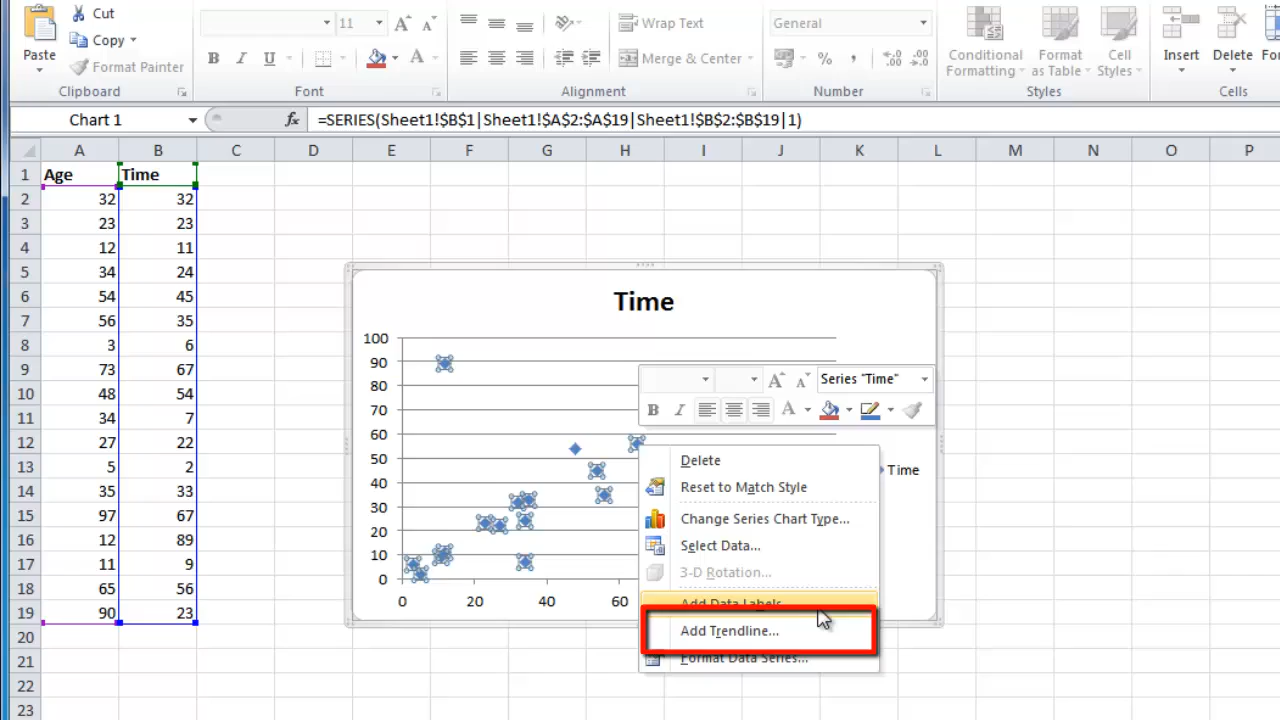 Cut
Copy
Format Painter
Paste
Clipboard
11
A A
B I U
A
Font
Wrap Text
Merge & Center
Alignment
General
% ,
Number
Conditional Formatting
Format as Table
Cell Styles
Styles
Insert
Delete
Cells
Chart 1
fx
=SERIES(Sheet1!$B$1|Sheet1!$A$2:$A$19|Sheet1!$B$2:$B$19|1)
A B C D E F G H I J K L M N O P
1 Age Time
2 32 32
3 23 23
4 12 11
5 34 24
6 54 45
7 56 35
8 3 6
9 73 67
10 48 54
11 34 7
12 27 22
13 5 2
14 35 33
15 97 67
16 12 89
17 11 9
18 65 56
19 90 23
20
21
22
23
Time
100
90
80
70
60
50
40
30
20
10
0
0 20 40 60
Time
Series "Time"
A A
B I A
Delete
Reset to Match Style
Change Series Chart Type...
Select Data...
3-D Rotation...
Add Data Labels
Add Trendline...
Format Data Series...